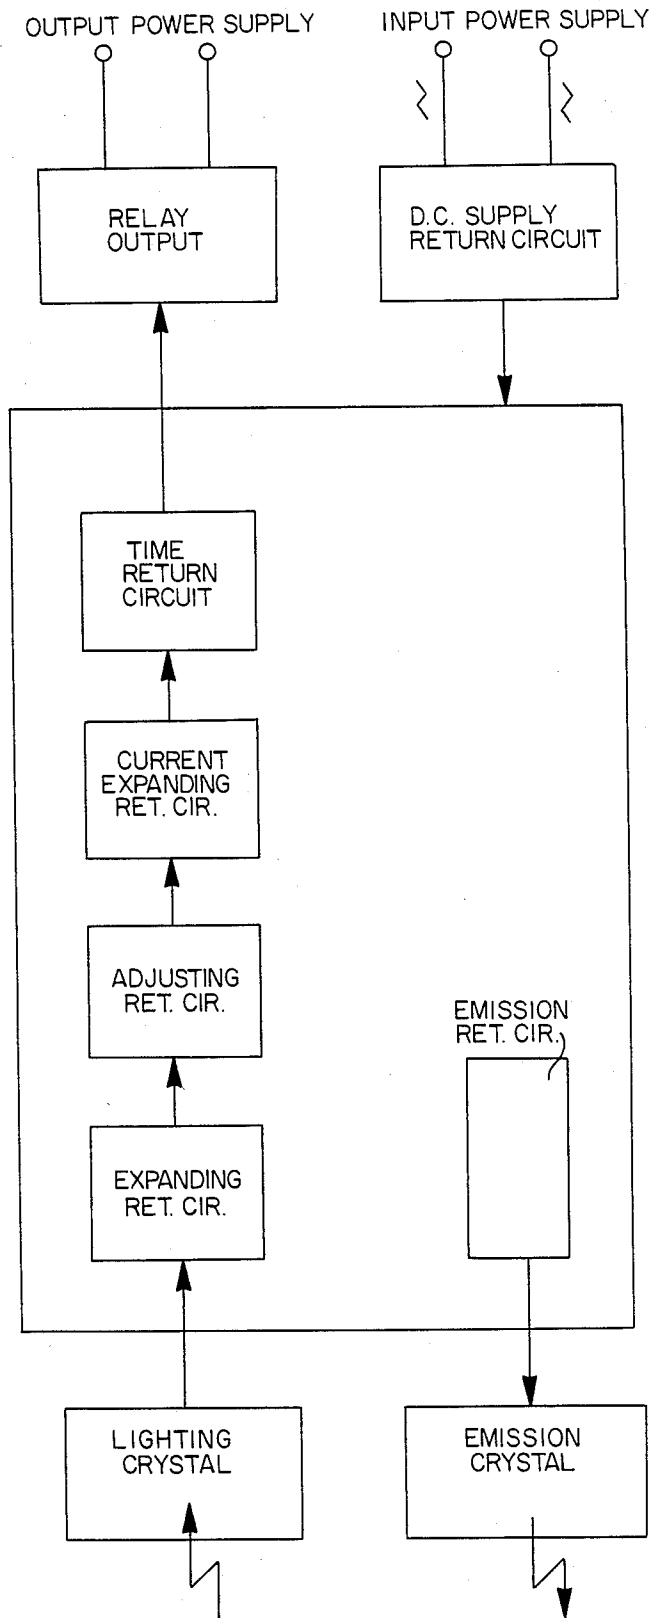 OUTPUT POWER SUPPLY
INPUT POWER SUPPLY
RELAY
OUTPUT
D.C. SUPPLY
RETURN CIRCUIT
TIME
RETURN
CIRCUIT
CURRENT
EXPANDING
RET. CIR.
ADJUSTING
RET. CIR.
EMISSION
RET. CIR.
EXPANDING
RET. CIR.
LIGHTING
CRYSTAL
EMISSION
CRYSTAL